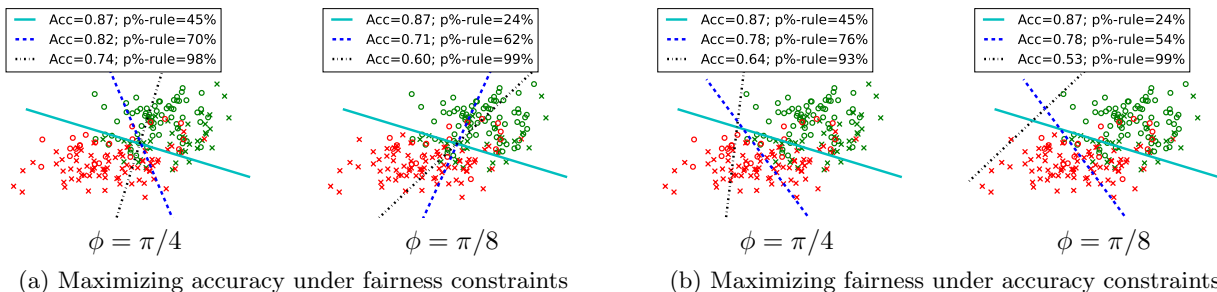 Acc=0.87; p%-rule=45%
Acc=0.82; p%-rule=70%
Acc=0.74; p%-rule=98%
Acc=0.87; p%-rule=24%
Acc=0.71; p%-rule=62%
Acc=0.60; p%-rule=99%
Acc=0.87; p%-rule=45%
Acc=0.78; p%-rule=76%
Acc=0.64; p%-rule=93%
Acc=0.87; p%-rule=24%
Acc=0.78; p%-rule=54%
Acc=0.53; p%-rule=99%
ϕ = π/4
ϕ = π/8
ϕ = π/4
ϕ = π/8
(a) Maximizing accuracy under fairness constraints
(b) Maximizing fairness under accuracy constraints